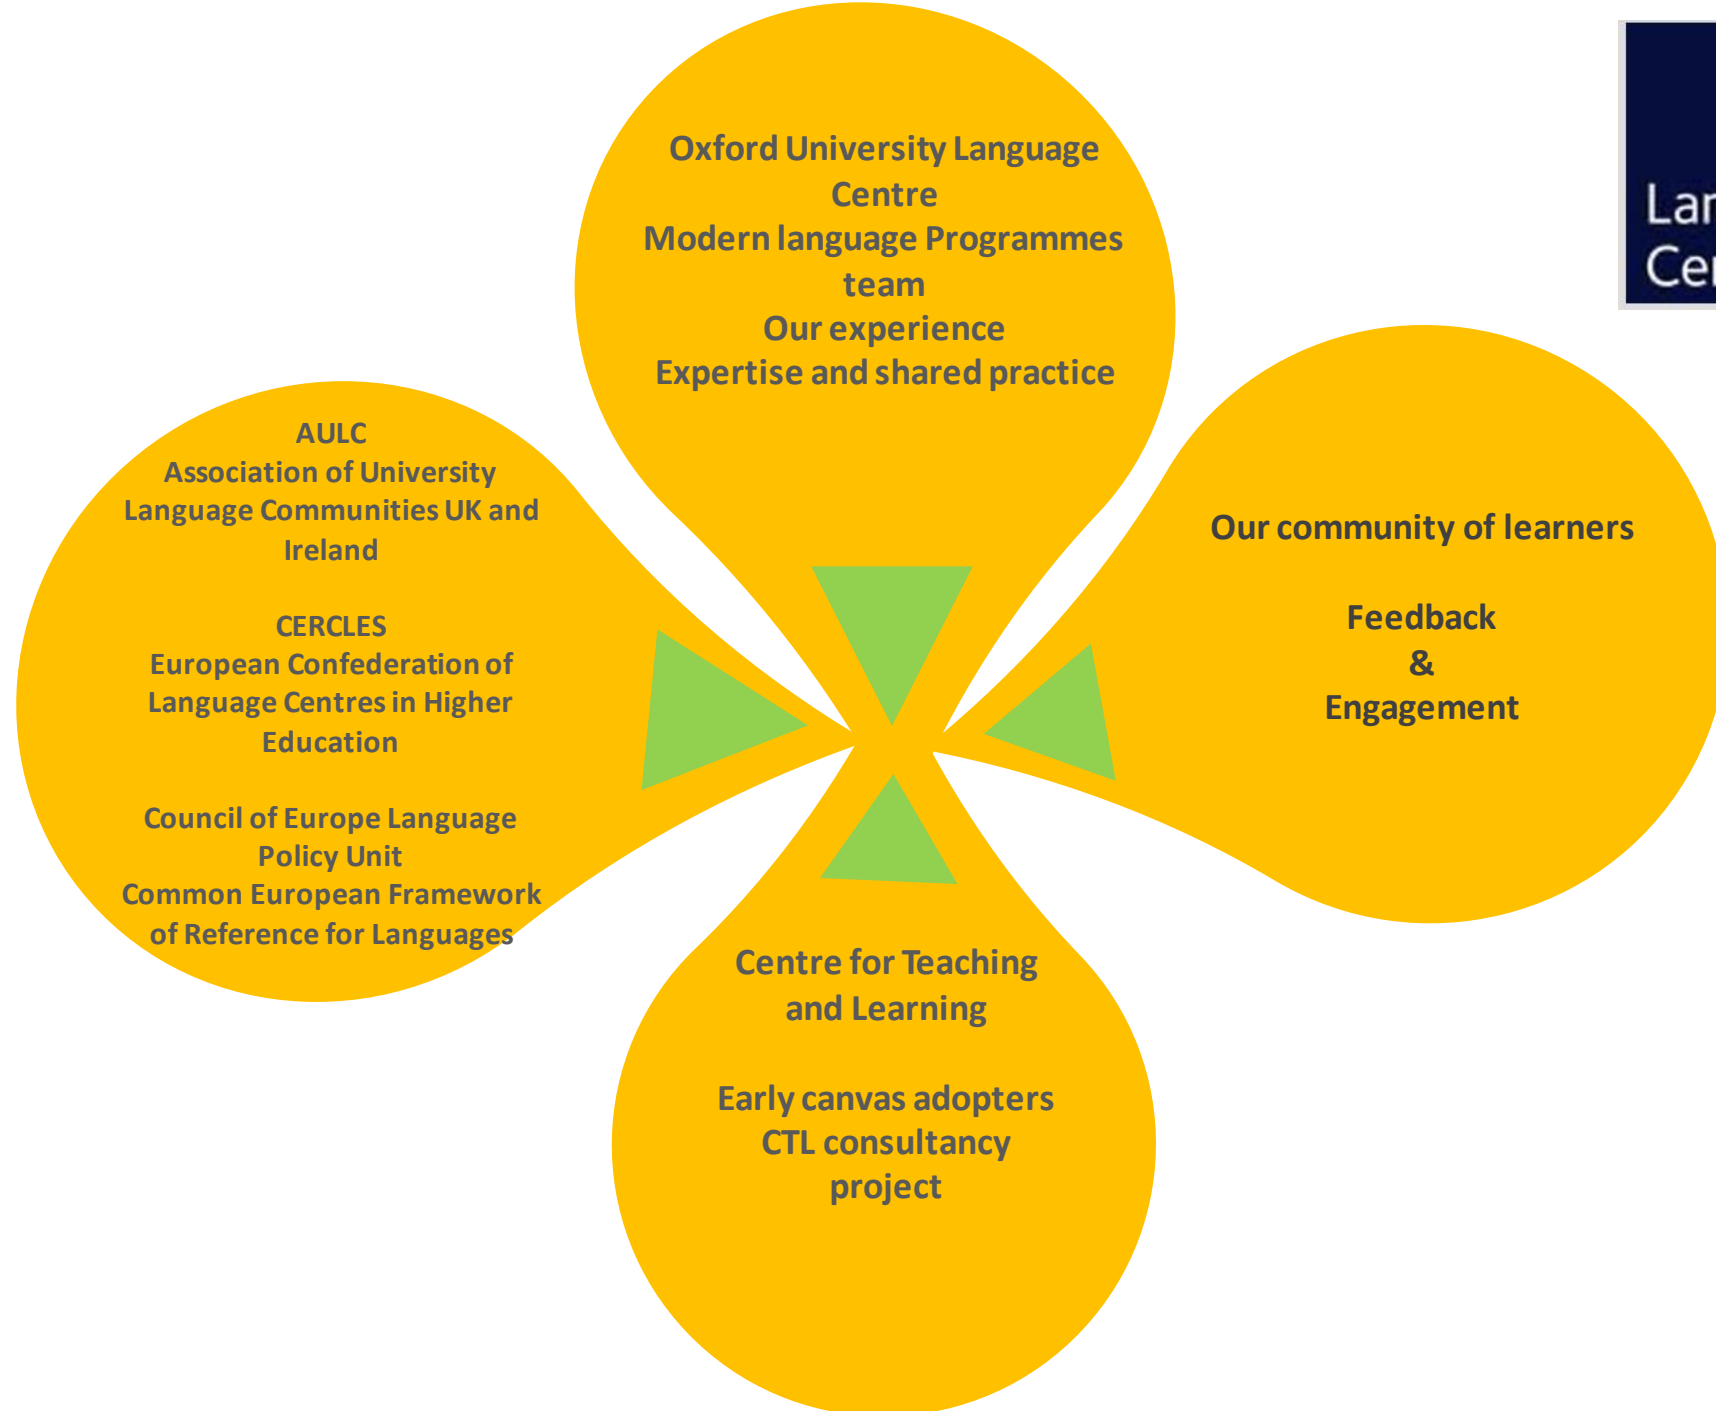 Oxford University Language
Centre
Modern language Programmes
team
Our experience
Expertise and shared practice
AULC
Association of University
Language Communities UK and
Ireland
CERCLES
European Confederation of
Language Centres in Higher
Education
Council of Europe Language
Policy Unit
Common European Framework
of Reference for Languages
Our community of learners
Feedback
&
Engagement
Centre for Teaching
and Learning
Early canvas adopters
CTL consultancy
project